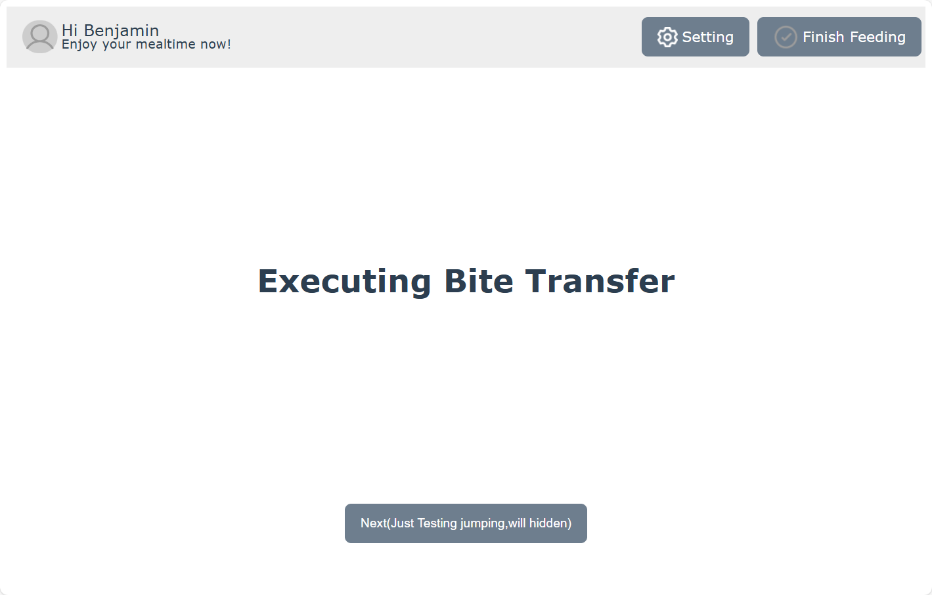 Hi Benjamin
Enjoy your mealtime now!
Setting
Finish Feeding
Executing Bite Transfer
Next(Just Testing jumping,will hidden)